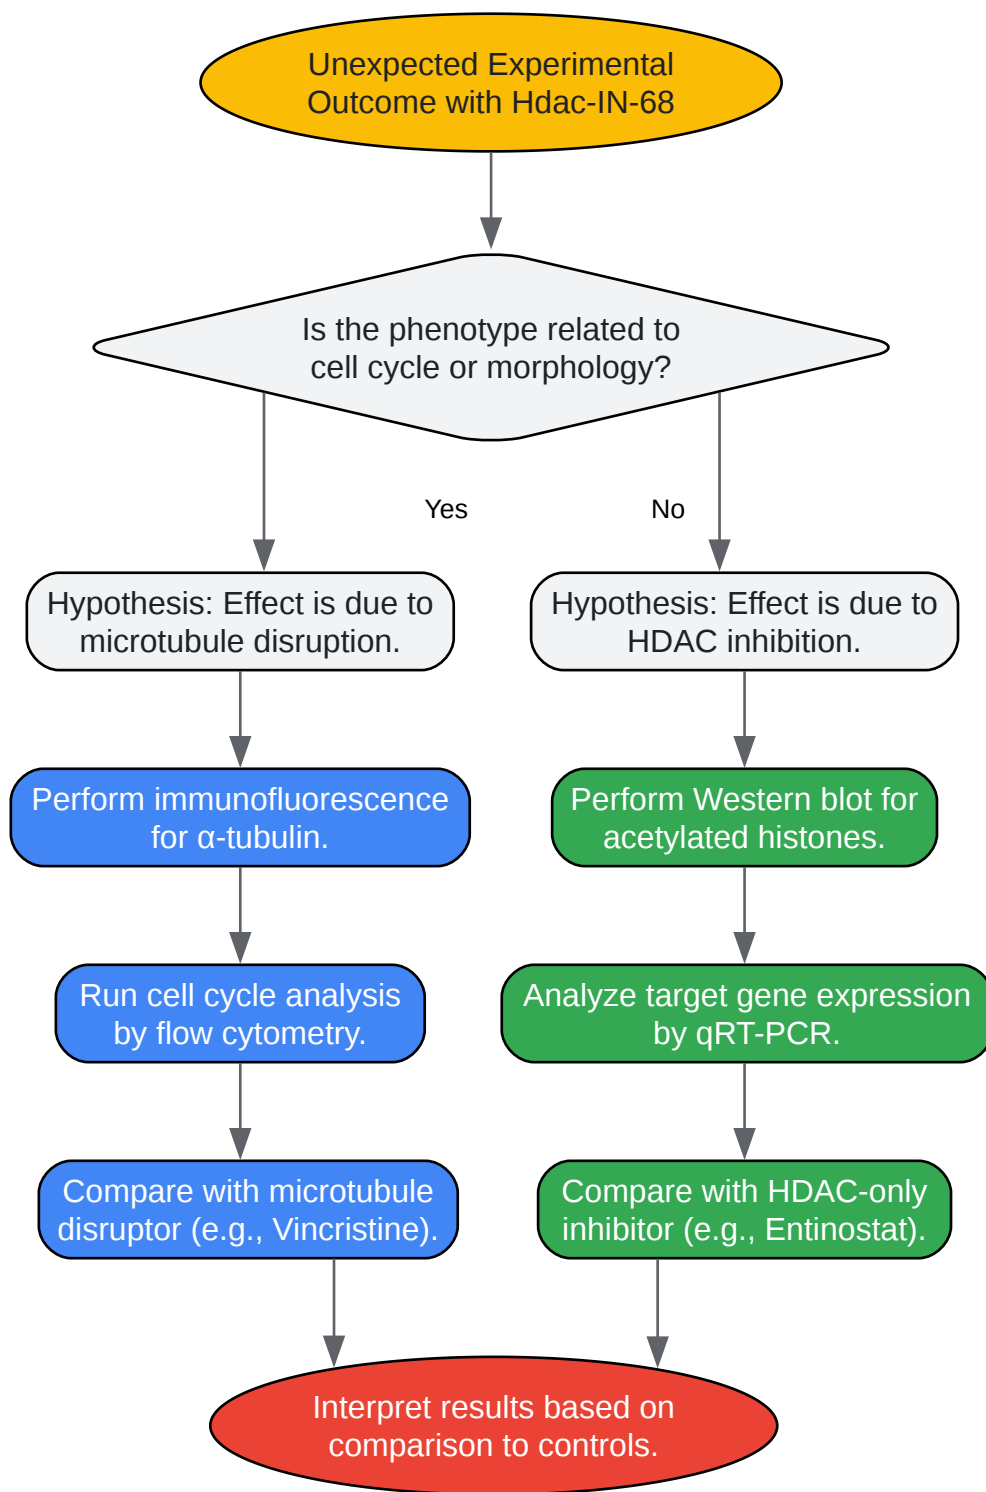 Unexpected Experimental
Outcome with Hdac-IN-68
Is the phenotype related to
cell cycle or morphology?
Yes
No
Hypothesis: Effect is due to
microtubule disruption.
Hypothesis: Effect is due to
HDAC inhibition.
Perform immunofluorescence
for α-tubulin.
Perform Western blot for
acetylated histones.
Run cell cycle analysis
by flow cytometry.
Analyze target gene expression
by qRT-PCR.
Compare with microtubule
disruptor (e.g., Vincristine).
Compare with HDAC-only
inhibitor (e.g., Entinostat).
Interpret results based on
comparison to controls.